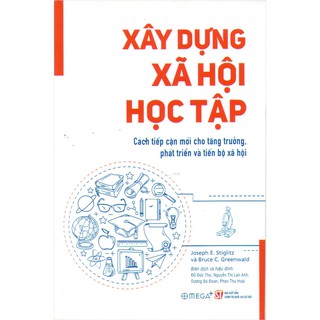 XÂY DỰNG
XÃ HỘI
HỌC TẬP
Cách tiếp cận mới cho tăng trưởng,
phát triển và tiến bộ xã hội
Joseph E. Stiglitz
và Bruce C. Greenwald
Biên dịch và hiệu đính:
Đỗ Đức Thọ, Nguyễn Thị Lan Anh,
Dương Bá Đoan, Phan Thu Hoài
OMEGA+
ST